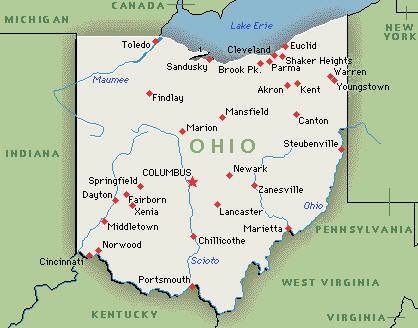 CANADA
MICHIGAN
Lake Erie
NEW
YORK
Toledo
Cleveland
Euclid
Sandusky
Brook Pk.
Shaker Heights
Parma
Maumee
Warren
Akron
Kent
Youngstown
Findlay
Mansfield
Canton
Marion
OHIO
Steubenville
INDIANA
COLUMBUS
Newark
Springfield
Zanesville
Dayton
Fairborn
Xenia
Lancaster
Ohio
Middletown
Marietta
PENNSYLVANIA
Chillicothe
Norwood
Cincinnati
Scioto
Portsmouth
WEST VIRGINIA
KENTUCKY
VIRGINIA